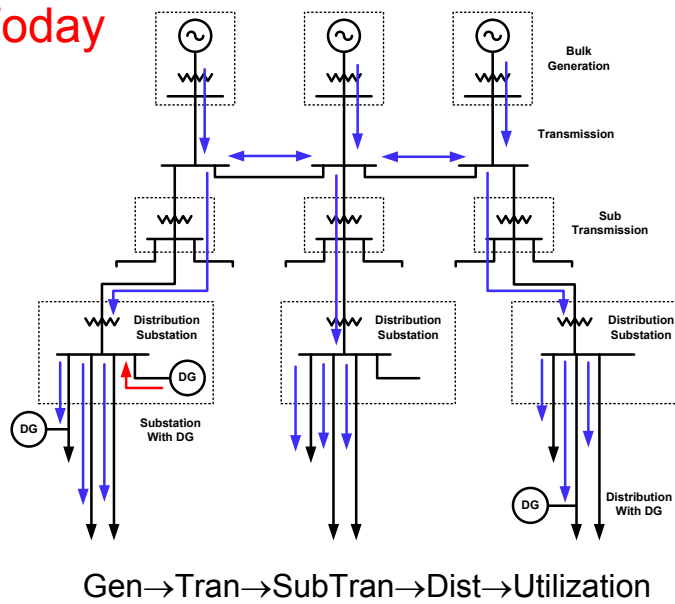 Today
Bulk
Generation
Transmission
Sub
Transmission
Distribution
Substation
Distribution
Substation
Distribution
Substation
DG
Substation
With DG
DG
DG
Distribution
With DG
Gen→Tran→SubTran→Dist→Utilization